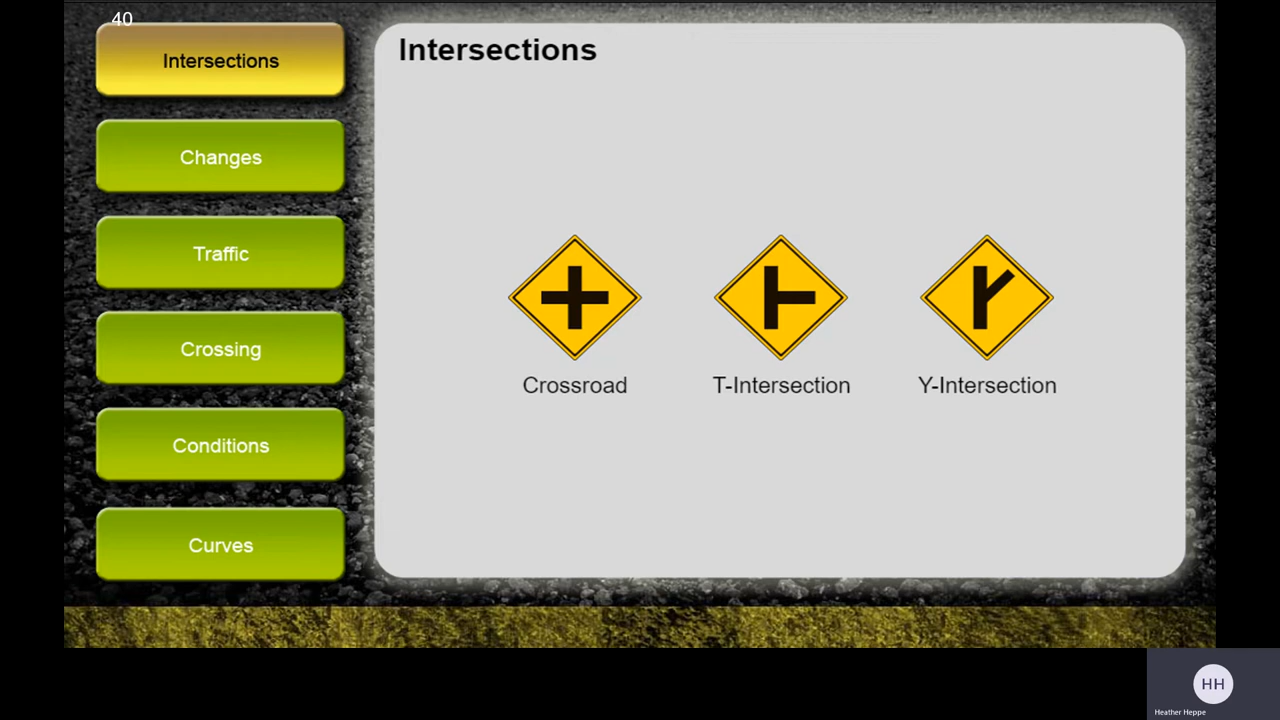 40
Intersections
Changes
Traffic
Crossing
Conditions
Curves
Intersections
Crossroad
T-Intersection
Y-Intersection
HH
Heather Heppe